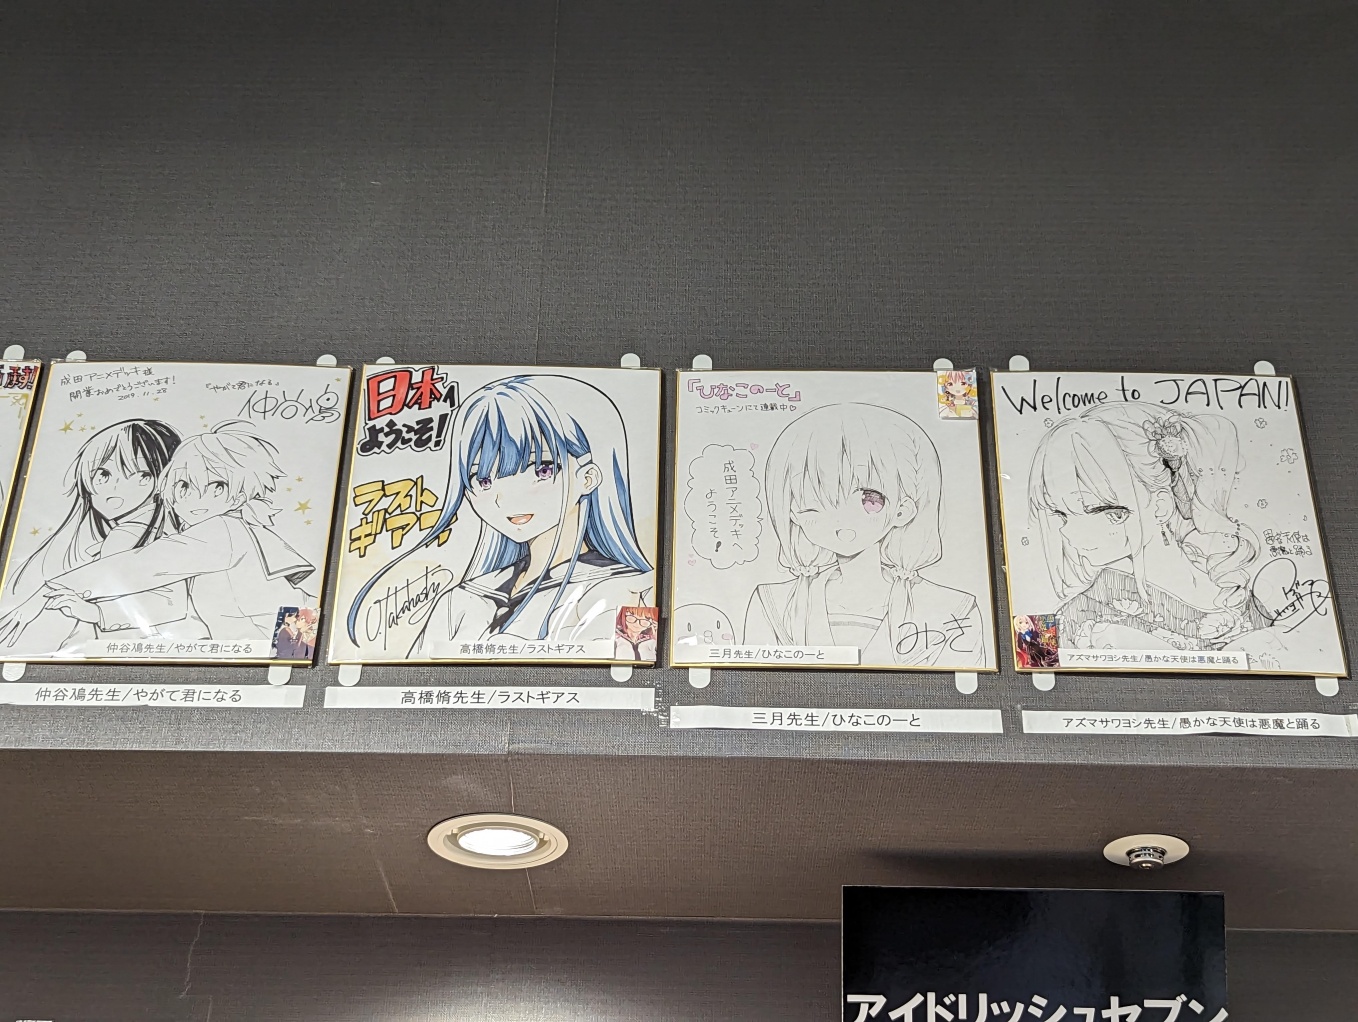 成田アニメデッキ様
開業おめでとうございます!
2019.11.28
『やがて君になる』
仲谷鳰
仲谷鳰先生/やがて君になる
仲谷鳰先生/やがて君になる
日本へ
ようこそ!
ラスト
ギアス
O.Takahashi
高橋脩先生/ラストギアス
高橋脩先生/ラストギアス
『ひなこのーと』
コミックキューンにて連載中♡
成田アニメデッキへ
ようこそ!
みつき
三月先生/ひなこのーと
三月先生/ひなこのーと
Welcome to JAPAN!
愚かな天使は
悪魔と踊る
アズマサワヨシ先生/愚かな天使は悪魔と踊る
アズマサワヨシ先生/愚かな天使は悪魔と踊る
アイドリッシュセブン